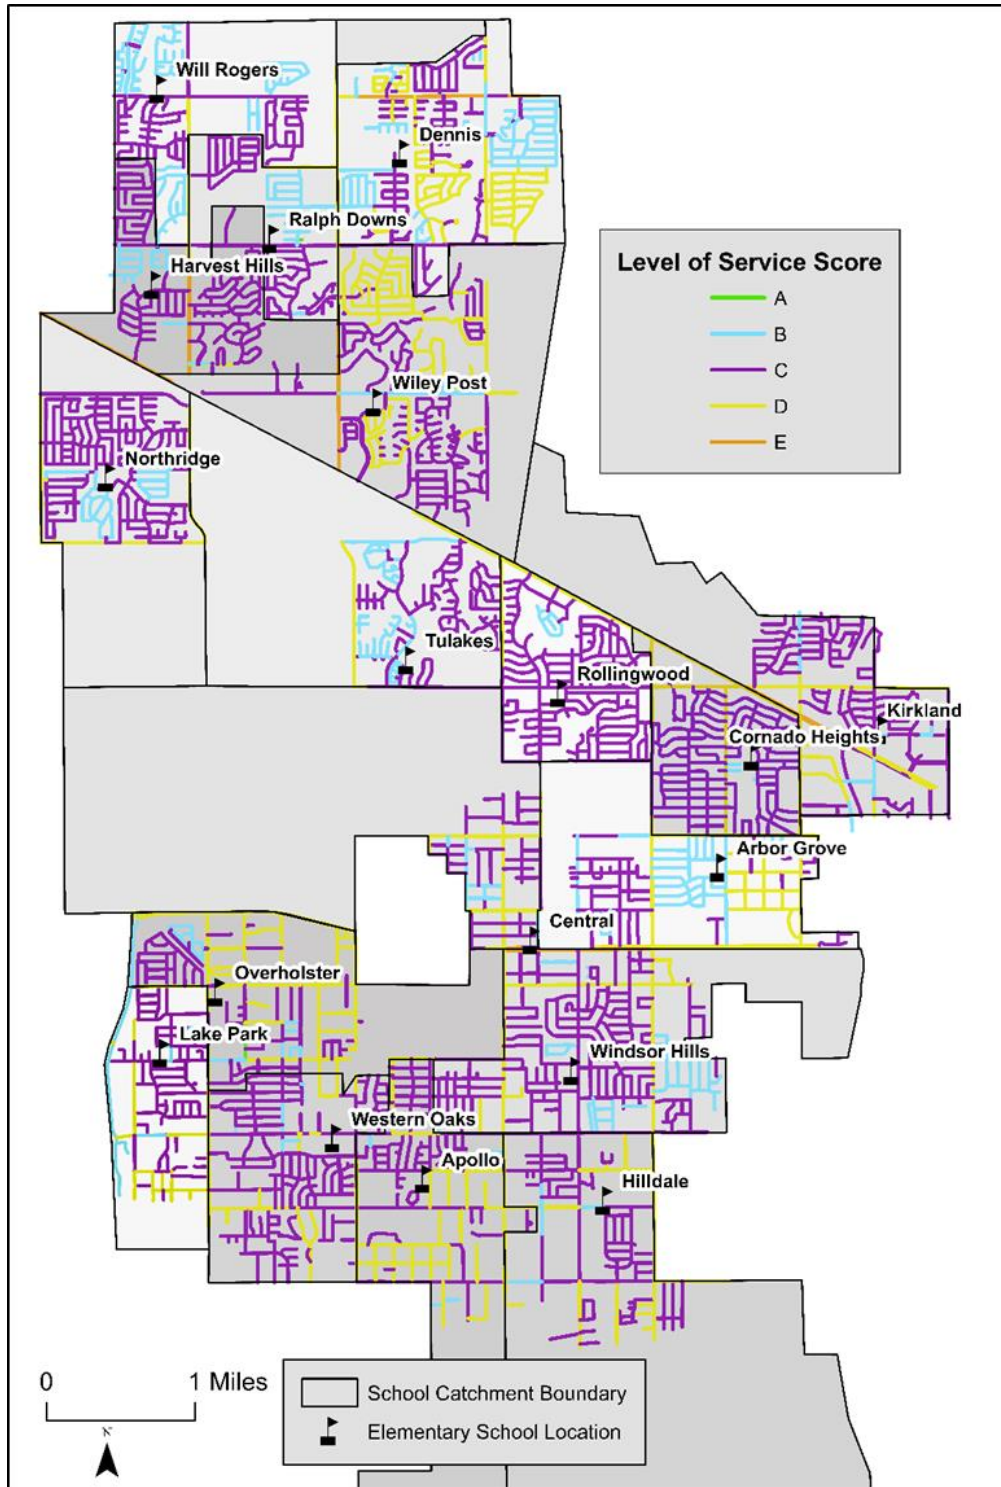 Will Rogers
Dennis
Ralph Downs
Harvest Hills
Level of Service Score
A
B
C
D
E
Wiley Post
Northridge
Tulakes
Rollingwood
Kirkland
Cornado Heights
Arbor Grove
Central
Overholster
Lake Park
Windsor Hills
Western Oaks
Apollo
Hilldale
0 1 Miles
N
School Catchment Boundary
Elementary School Location